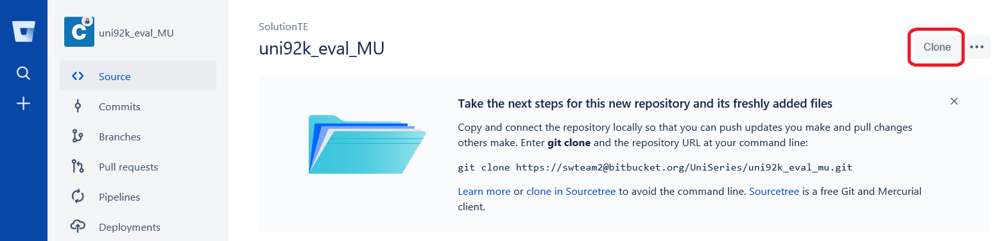 C
uni92k_eval_MU
Source
Commits
Branches
Pull requests
Pipelines
Deployments
SolutionTE
uni92k_eval_MU
Clone
Take the next steps for this new repository and its freshly added files
Copy and connect the repository locally so that you can push updates you make and pull changes
others make. Enter git clone and the repository URL at your command line:
git clone https://swteam2@bitbucket.org/UniSeries/uni92k_eval_mu.git
Learn more or clone in Sourcetree to avoid the command line. Sourcetree is a free Git and Mercurial
client.